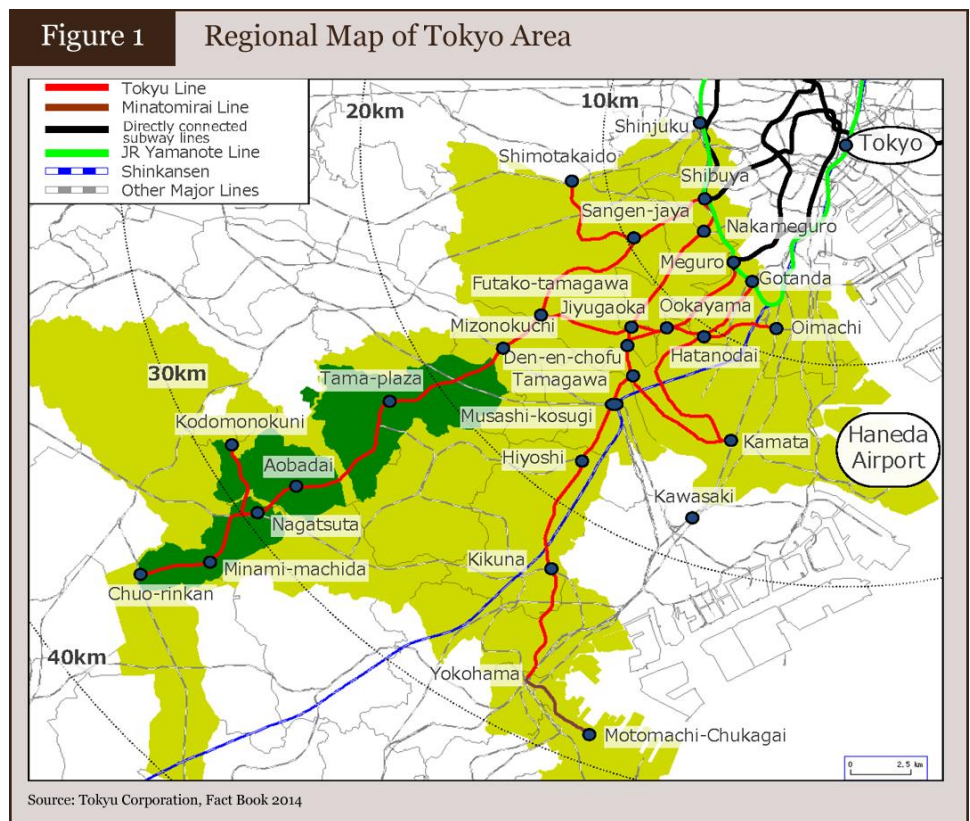 Figure 1
Regional Map of Tokyo Area
Tokyu Line
Minatomirai Line
Directly connected
subway lines
JR Yamanote Line
Shinkansen
Other Major Lines
20km
10km
Shinjuku
Tokyo
Shimotakaido
Shibuya
Sangen-jaya
Nakameguro
Meguro
Gotanda
Futako-tamagawa
Jiyugaoka
Ookayama
Mizonokuchi
Oimachi
Den-en-chofu
Hatanodai
30km
Tama-plaza
Tamagawa
Musashi-kosugi
Kodomonokuni
Kamata
Haneda
Airport
Hiyoshi
Aobadai
Kawasaki
Nagatsuta
Kikuna
Minami-machida
Chuo-rinkan
40km
Yokohama
Motomachi-Chukagai
0 2.5 km
Source: Tokyu Corporation, Fact Book 2014